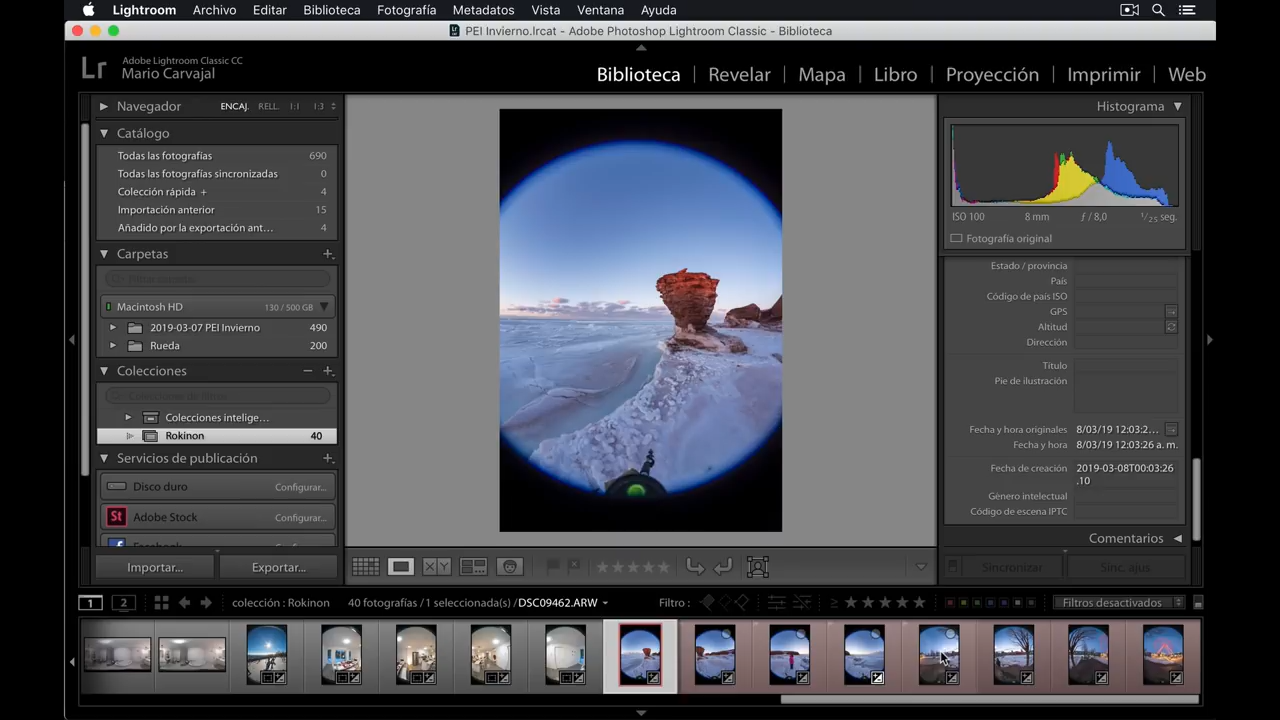 Lightroom Archivo Editar Biblioteca Fotografía Metadatos Vista Ventana Ayuda
PEI Invierno.lrcat - Adobe Photoshop Lightroom Classic - Biblioteca
Lr Adobe Lightroom Classic CC
Mario Carvajal
Biblioteca Revelar Mapa Libro Proyección Imprimir Web
Navegador ENCAJ. RELL. 1:1 1:3
Catálogo
Todas las fotografías 690
Todas las fotografías sincronizadas 0
Colección rápida + 4
Importación anterior 15
Añadido por la exportación ant... 4
Carpetas
Macintosh HD 130 / 500 GB
2019-03-07 PEI Invierno 490
Rueda 200
Colecciones
Colecciones intelige...
Rokinon 40
Servicios de publicación
Disco duro Configurar...
St Adobe Stock Configurar...
Importar... Exportar...
Histograma
ISO 100 8 mm ƒ / 8,0 1/25 seg.
Fotografía original
Estado / provincia
País
Código de país ISO
GPS
Altitud
Dirección
Título
Pie de ilustración
Fecha y hora originales 8/03/19 12:03:2...
Fecha y hora 8/03/19 12:03:26 a. m.
Fecha de creación 2019-03-08T00:03:26
.10
Género intelectual
Código de escena IPTC
Comentarios
Sincronizar Sinc. ajus
XY
1 2 colección : Rokinon 40 fotografías / 1 seleccionada(s) / DSC09462.ARW Filtro : Filtros desactivados